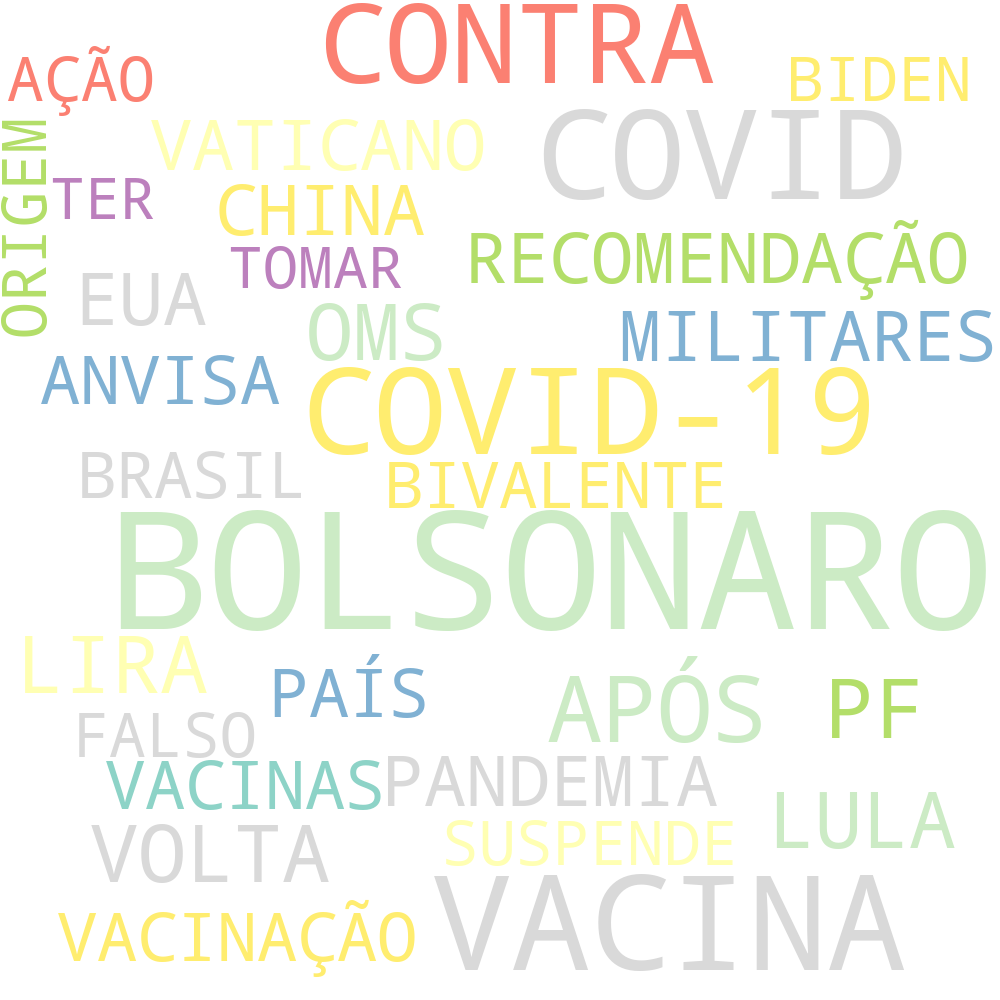 CONTRA
AÇÃO
BIDEN
VATICANO
COVID
ORIGEM
TER
CHINA
TOMAR
RECOMENDAÇÃO
EUA
OMS
MILITARES
ANVISA
COVID-19
BRASIL
BIVALENTE
BOLSONARO
LIRA
PAÍS
APÓS
PF
FALSO
VACINAS
PANDEMIA
LULA
VOLTA
SUSPENDE
VACINAÇÃO
VACINA